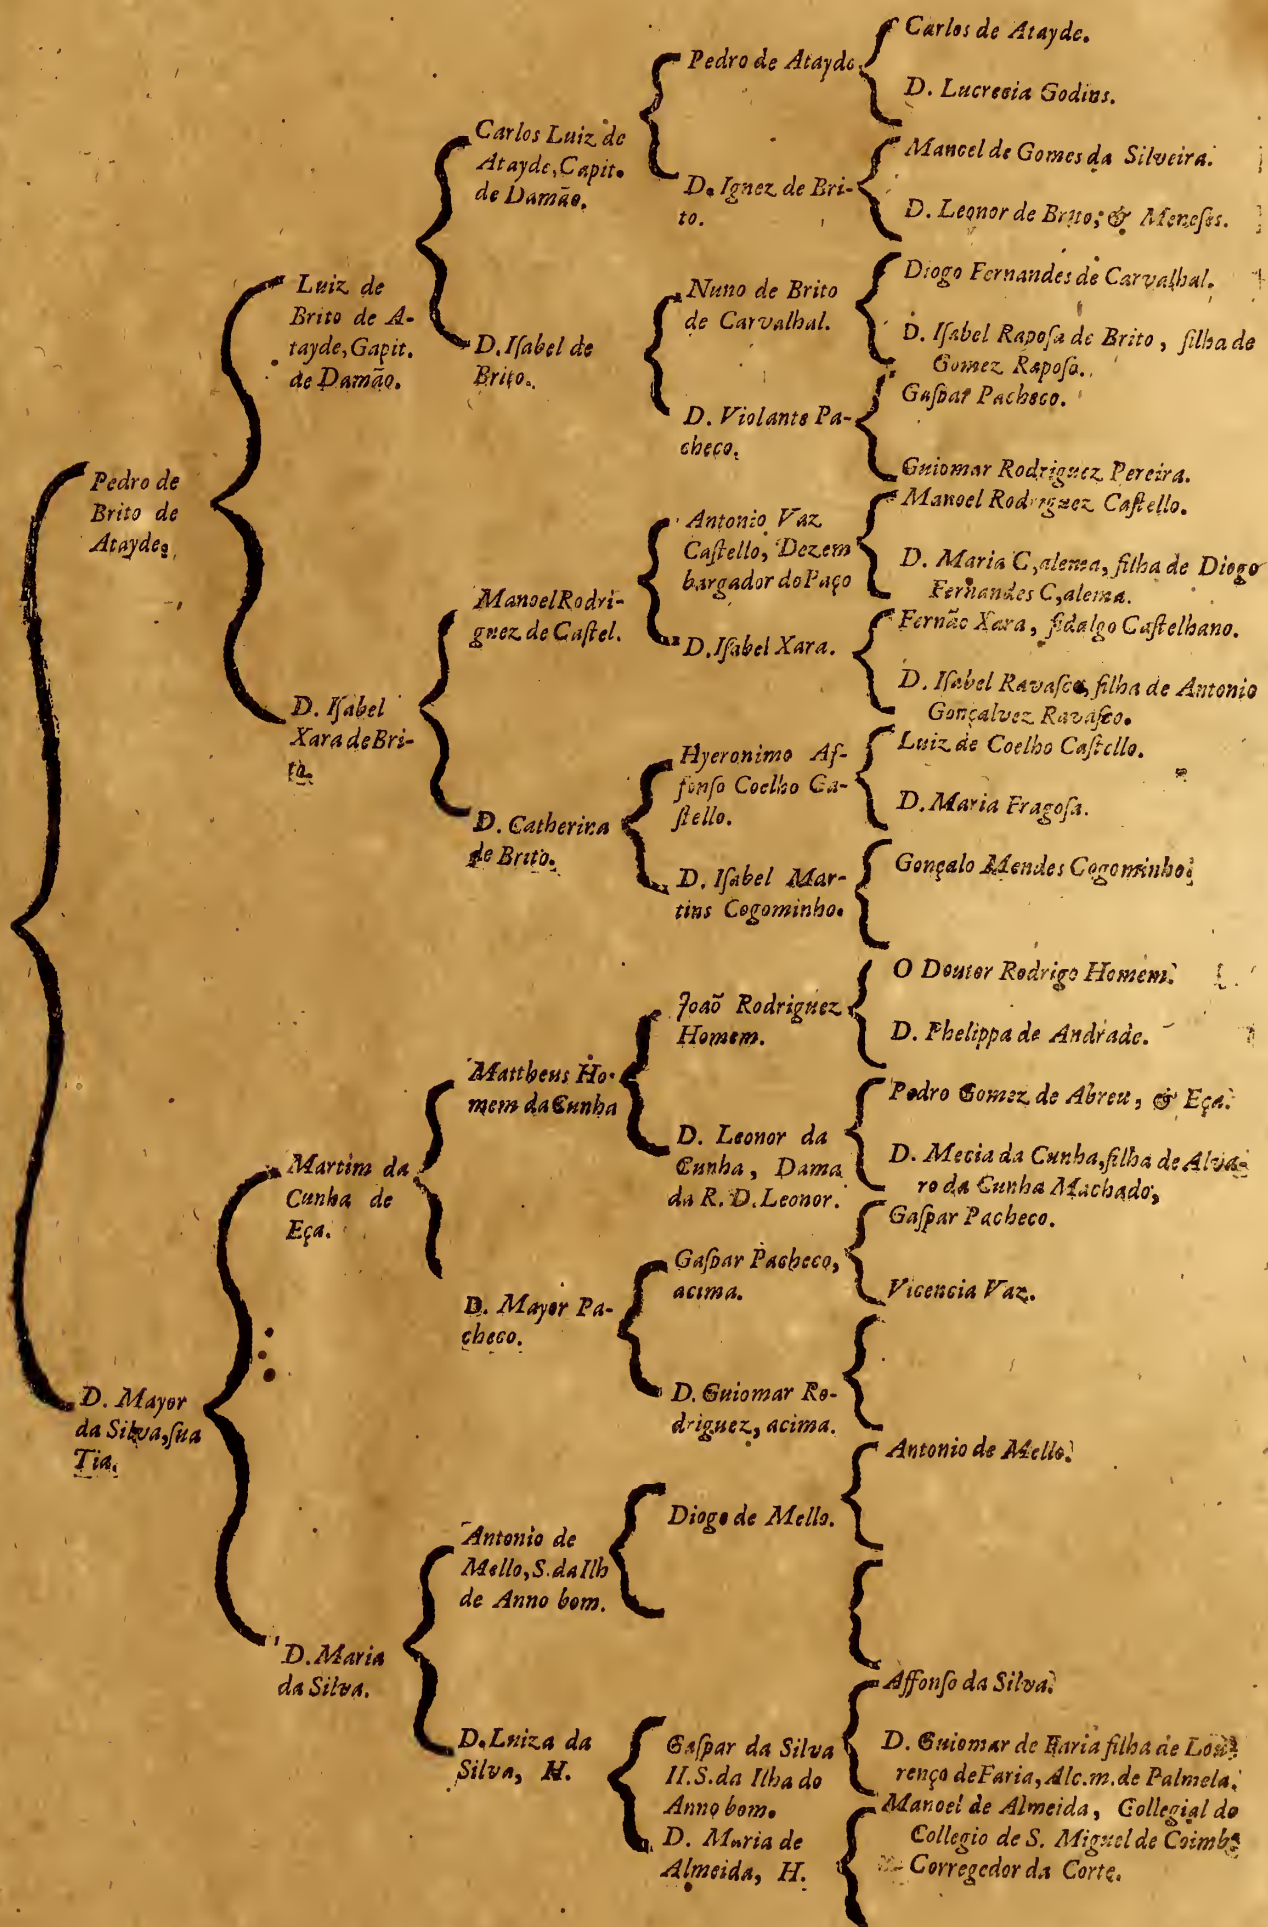 Pedro de
Brito de
Atayde.
D. Mayor
da Silva, ſua
Tia.
Luiz de
Brito de A-
tayde, Gapit.
de Damão.
D. Iſabel
Xara de Bri-
to.
Martim da
Cunha de
Eça.
D. Maria
da Silva.
Carlos Luiz de
Atayde, Capit.
de Damão.
D. Iſabel de
Brito.
Manoel Rodri-
guez de Caſtel.
D. Catherina
de Brito.
Mattheus Ho-
mem da Cunha
D. Mayor Pa-
checo.
Antonio de
Mello, S. da Ilh
de Anno bom.
D. Luiza da
Silva, H.
Pedro de Atayde
D. Ignez de Bri-
to.
Nuno de Brito
de Carvalhal.
D. Violante Pa-
checo.
Antonio Vaz
Caſtello, Dezem
bargador do Paço
D. Iſabel Xara.
Hyeronimo Af-
fonſo Coelho Ca-
ſtello.
D. Iſabel Mar-
tins Cogominho.
Joaõ Rodriguez
Homem.
D. Leonor da
Cunha, Dama
da R. D. Leonor.
Gaſpar Pacheco,
acima.
D. Guiomar Ro-
driguez, acima.
Diogo de Mello.
Gaſpar da Silva
II. S. da Ilha do
Anno bom.
D. Maria de
Almeida, H.
Carlos de Atayde.
D. Lucrecia Godins.
Manoel de Gomes da Silveira.
D. Leonor de Brito, & Meneſes.
Diogo Fernandes de Carvalhal.
D. Iſabel Rapoſa de Brito, filha de
Gomez Rapoſo.
Gaſpar Pacheco.
Guiomar Rodriguez Pereira.
Manoel Rodriguez Caſtello.
D. Maria C,alema, filha de Diogo
Fernandes C,alema.
Fernão Xara, fidalgo Caſtelhano.
D. Iſabel Ravaſco, filha de Antonio
Gonçalvez Ravaſco.
Luiz de Coelho Caſtello.
D. Maria Fragoſa.
Gonçalo Mendes Cogominho.
O Doutor Rodrigo Homem.
D. Phelippa de Andrade.
Pedro Gomez de Abreu, & Eça.
D. Mecia da Cunha, filha de Alva-
ro da Cunha Machado,
Gaſpar Pacheco.
Vicencia Vaz.
Antonio de Mello.
Affonſo da Silva.
D. Guiomar de Faria filha de Lou-
renço de Faria, Alc. m. de Palmela.
Manoel de Almeida, Collegial do
Collegio de S. Miguel de Coimb.
Corregedor da Corte.